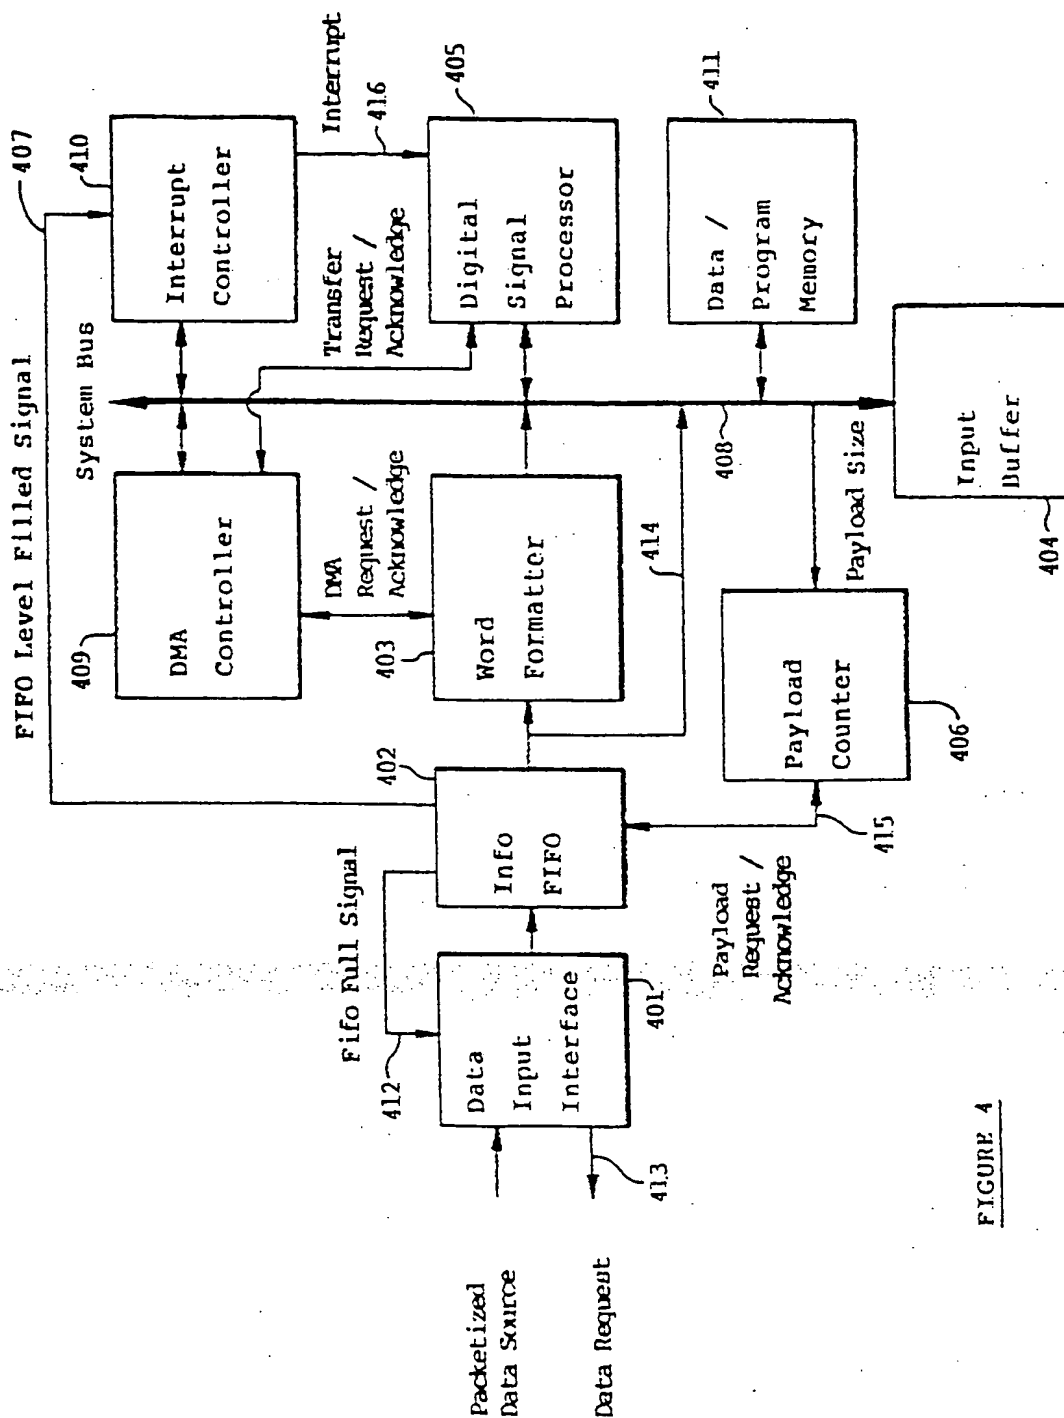 FIFO Level Filled Signal
407
System Bus
409
DMA
Controller
410
Interrupt
Controller
Interrupt
416
Transfer
Request /
Acknowledge
DMA
Request /
Acknowledge
Fifo Full Signal
412
402
403
405
Packetized
Data Source
Data Request
413
Data
Input
Interface
401
Info
FIFO
Word
Formatter
Digital
Signal
Processor
414
408
Payload
Request /
Acknowledge
415
Payload
Counter
406
Payload Size
411
Data /
Program
Memory
Input
Buffer
404
FIGURE 4